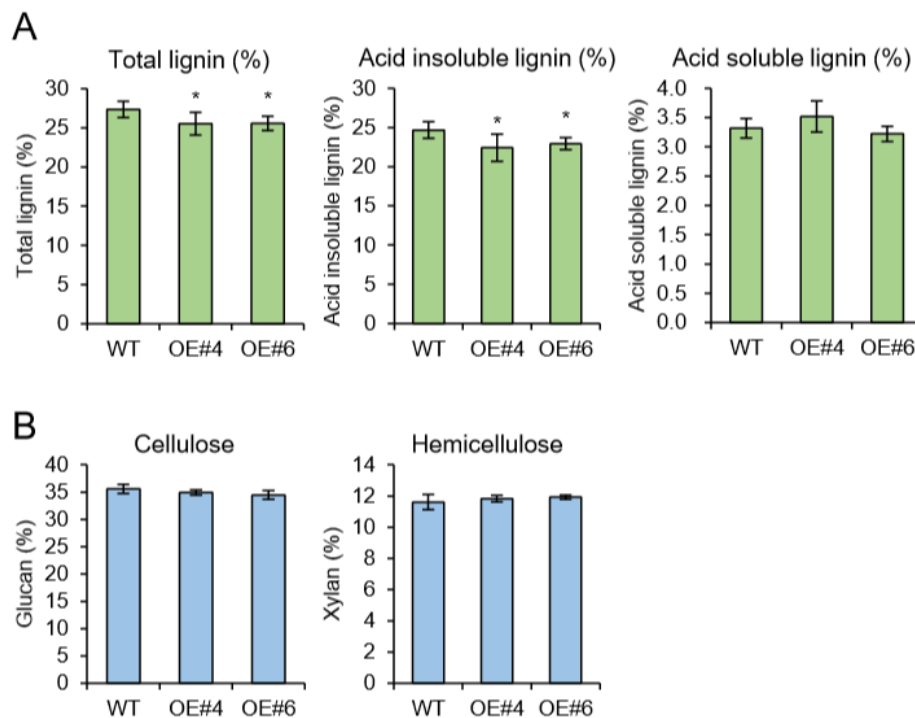 A
Total lignin (%)
Total lignin (%)
30
25
20
15
10
5
0
*
*
WT OE#4 OE#6
Acid insoluble lignin (%)
Acid insoluble lignin (%)
30
25
20
15
10
5
0
*
*
WT OE#4 OE#6
Acid soluble lignin (%)
Acid soluble lignin (%)
4.0
3.5
3.0
2.5
2.0
1.5
1.0
0.5
0.0
WT OE#4 OE#6
B
Cellulose
Glucan (%)
40
35
30
25
20
15
10
5
0
WT OE#4 OE#6
Hemicellulose
Xylan (%)
14
12
10
8
6
4
2
0
WT OE#4 OE#6